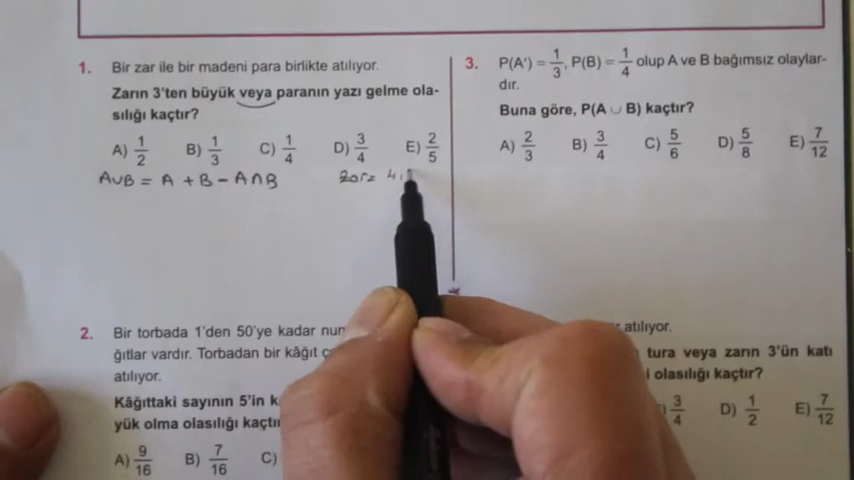 1. Bir zar ile bir madeni para birlikte atılıyor.
Zarın 3'ten büyük veya paranın yazı gelme ola-
sılığı kaçtır?
A) 1/2 B) 1/3 C) 1/4 D) 3/4 E) 2/5
A∪B = A + B - A∩B zar= 4,
2. Bir torbada 1'den 50'ye kadar
ğıtlar vardır. Torbadan bir kâğıt
atılıyor.
Kâğıttaki sayının 5'in
yük olma olasılığı
A) 9/16 B) 7/16 C)
3. P(A') = 1/3, P(B) = 1/4 olup A ve B bağımsız olaylar-
dır.
Buna göre, P(A ∪ B) kaçtır?
A) 2/3 B) 3/4 C) 5/6 D) 5/8 E) 7/12
atılıyor.
tura veya zarın 3'ün katı
olasılığı kaçtır?
3/4 D) 1/2 E) 7/12